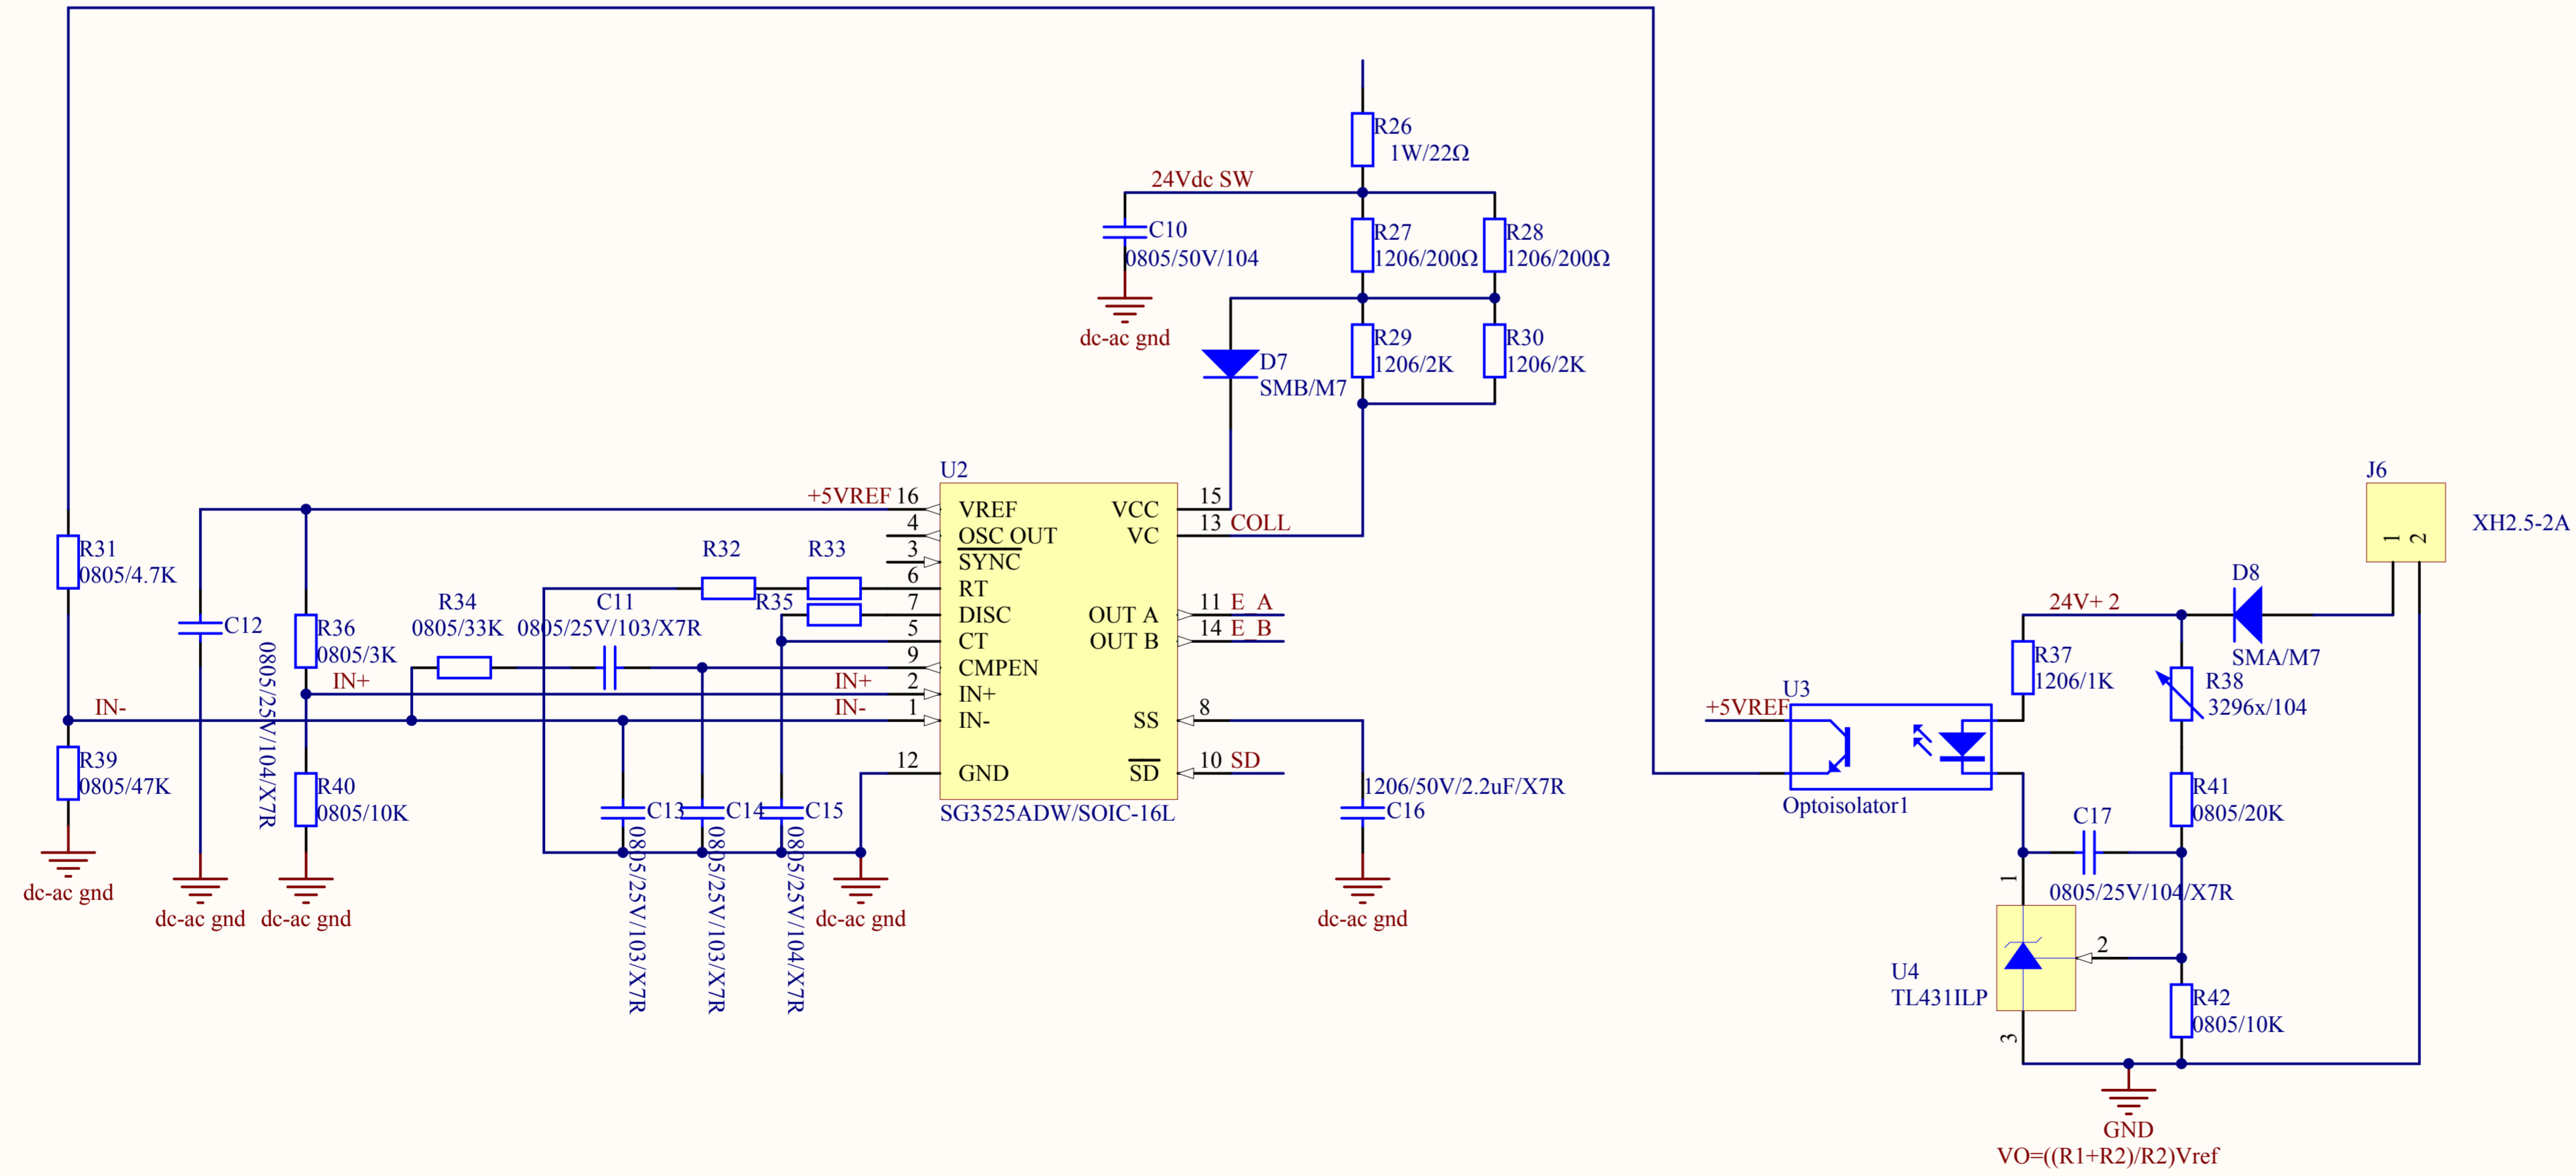 R26
1W/22Ω
24Vdc SW
C10
0805/50V/104
dc-ac gnd
R27
1206/200Ω
R28
1206/200Ω
R29
1206/2K
R30
1206/2K
D7
SMB/M7
U2
+5VREF 16
4
3
6
7
5
9
2
1
12
VREF
OSC OUT
SYNC
RT
DISC
CT
CMPEN
IN+
IN-
GND
VCC
VC
OUT A
OUT B
SS
SD
15
13 COLL
11 E_A
14 E_B
8
10 SD
SG3525ADW/SOIC-16L
R31
0805/4.7K
R32
R33
R34
0805/33K
C11
0805/25V/103/X7R
R35
C12
0805/25V/104/X7R
R36
0805/3K
IN+
IN+
IN-
IN-
R39
0805/47K
dc-ac gnd
R40
0805/10K
dc-ac gnd
dc-ac gnd
C13
0805/25V/103/X7R
C14
0805/25V/103/X7R
C15
0805/25V/104/X7R
dc-ac gnd
1206/50V/2.2uF/X7R
C16
dc-ac gnd
J6
1
2
XH2.5-2A
D8
SMA/M7
24V+ 2
R37
1206/1K
R38
3296x/104
U3
+5VREF
Optoisolator1
R41
0805/20K
C17
0805/25V/104/X7R
1
2
3
U4
TL431ILP
R42
0805/10K
GND
VO=((R1+R2)/R2)Vref